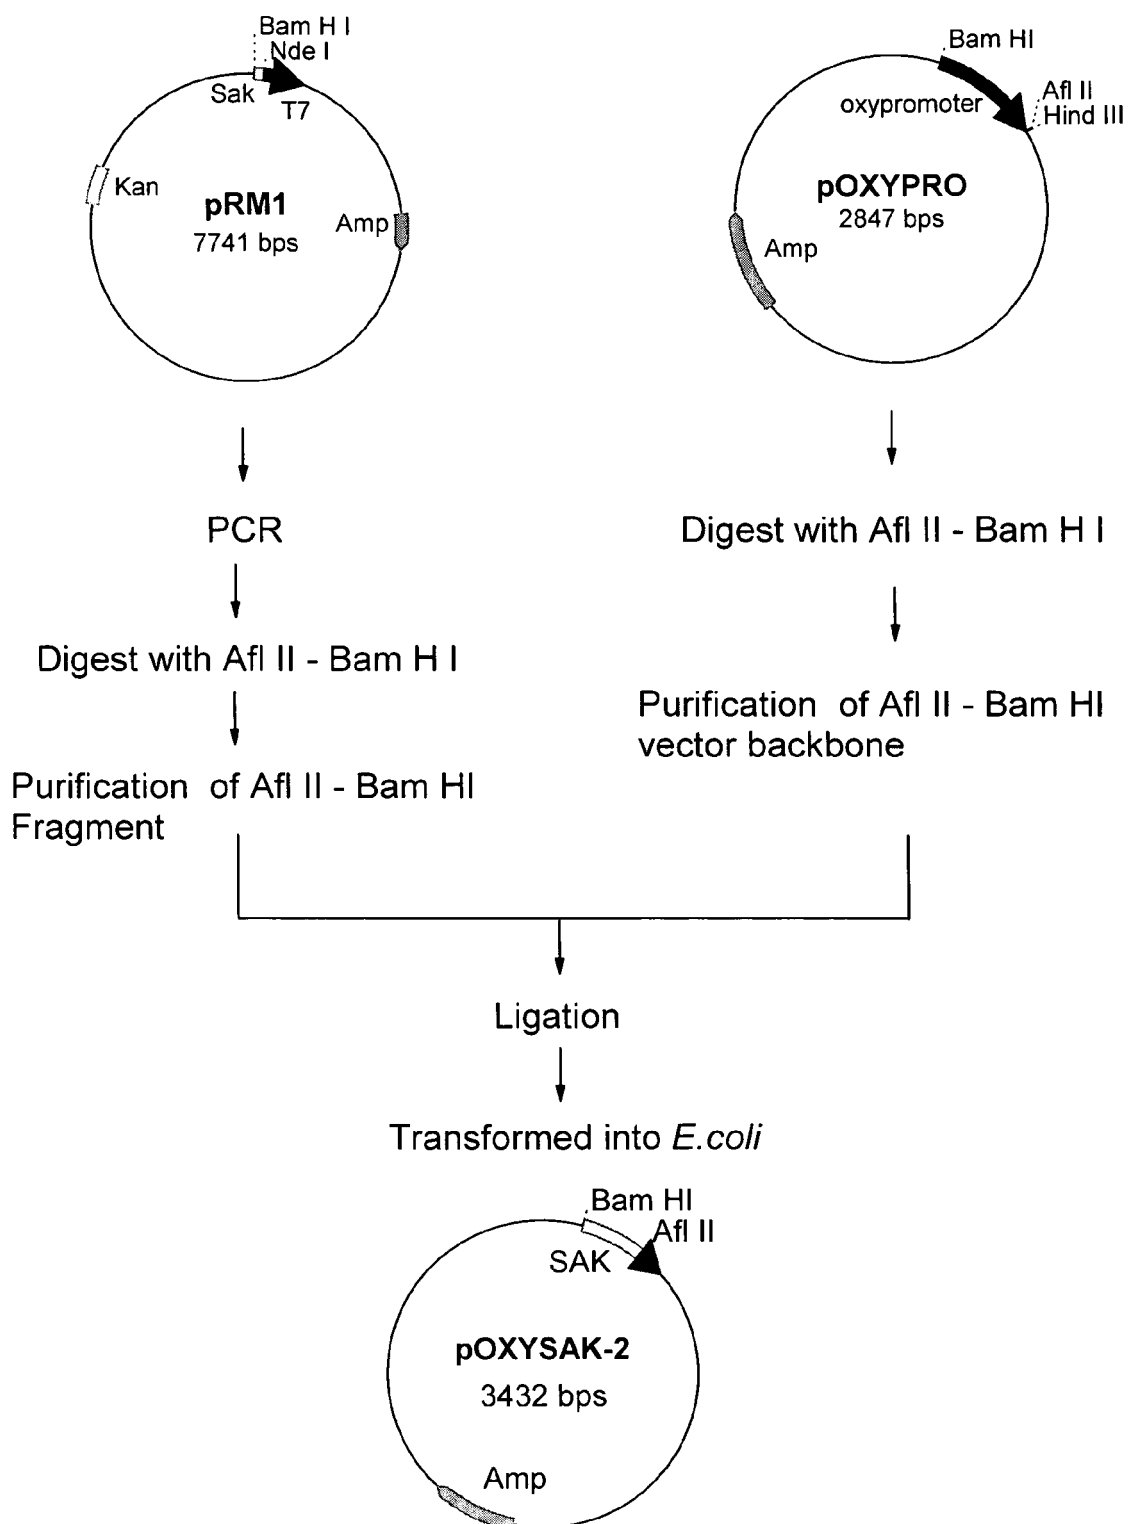 Bam H I
Nde I
Sak
T7
Kan
pRM1
7741 bps
Amp
Bam HI
oxypromoter
Afl II
Hind III
pOXYPRO
2847 bps
Amp
PCR
Digest with Afl II - Bam H I
Purification of Afl II - Bam HI
Fragment
Digest with Afl II - Bam H I
Purification of Afl II - Bam HI
vector backbone
Ligation
Transformed into E.coli
Bam HI
Afl II
SAK
pOXYSAK-2
3432 bps
Amp